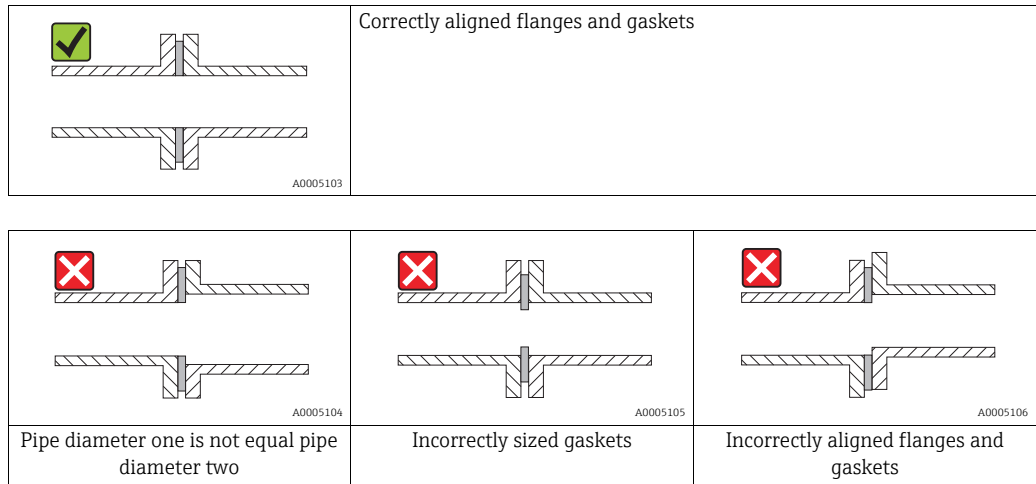 Correctly aligned flanges and gaskets
A0005103
A0005104
A0005105
A0005106
Pipe diameter one is not equal pipe
diameter two
Incorrectly sized gaskets
Incorrectly aligned flanges and
gaskets